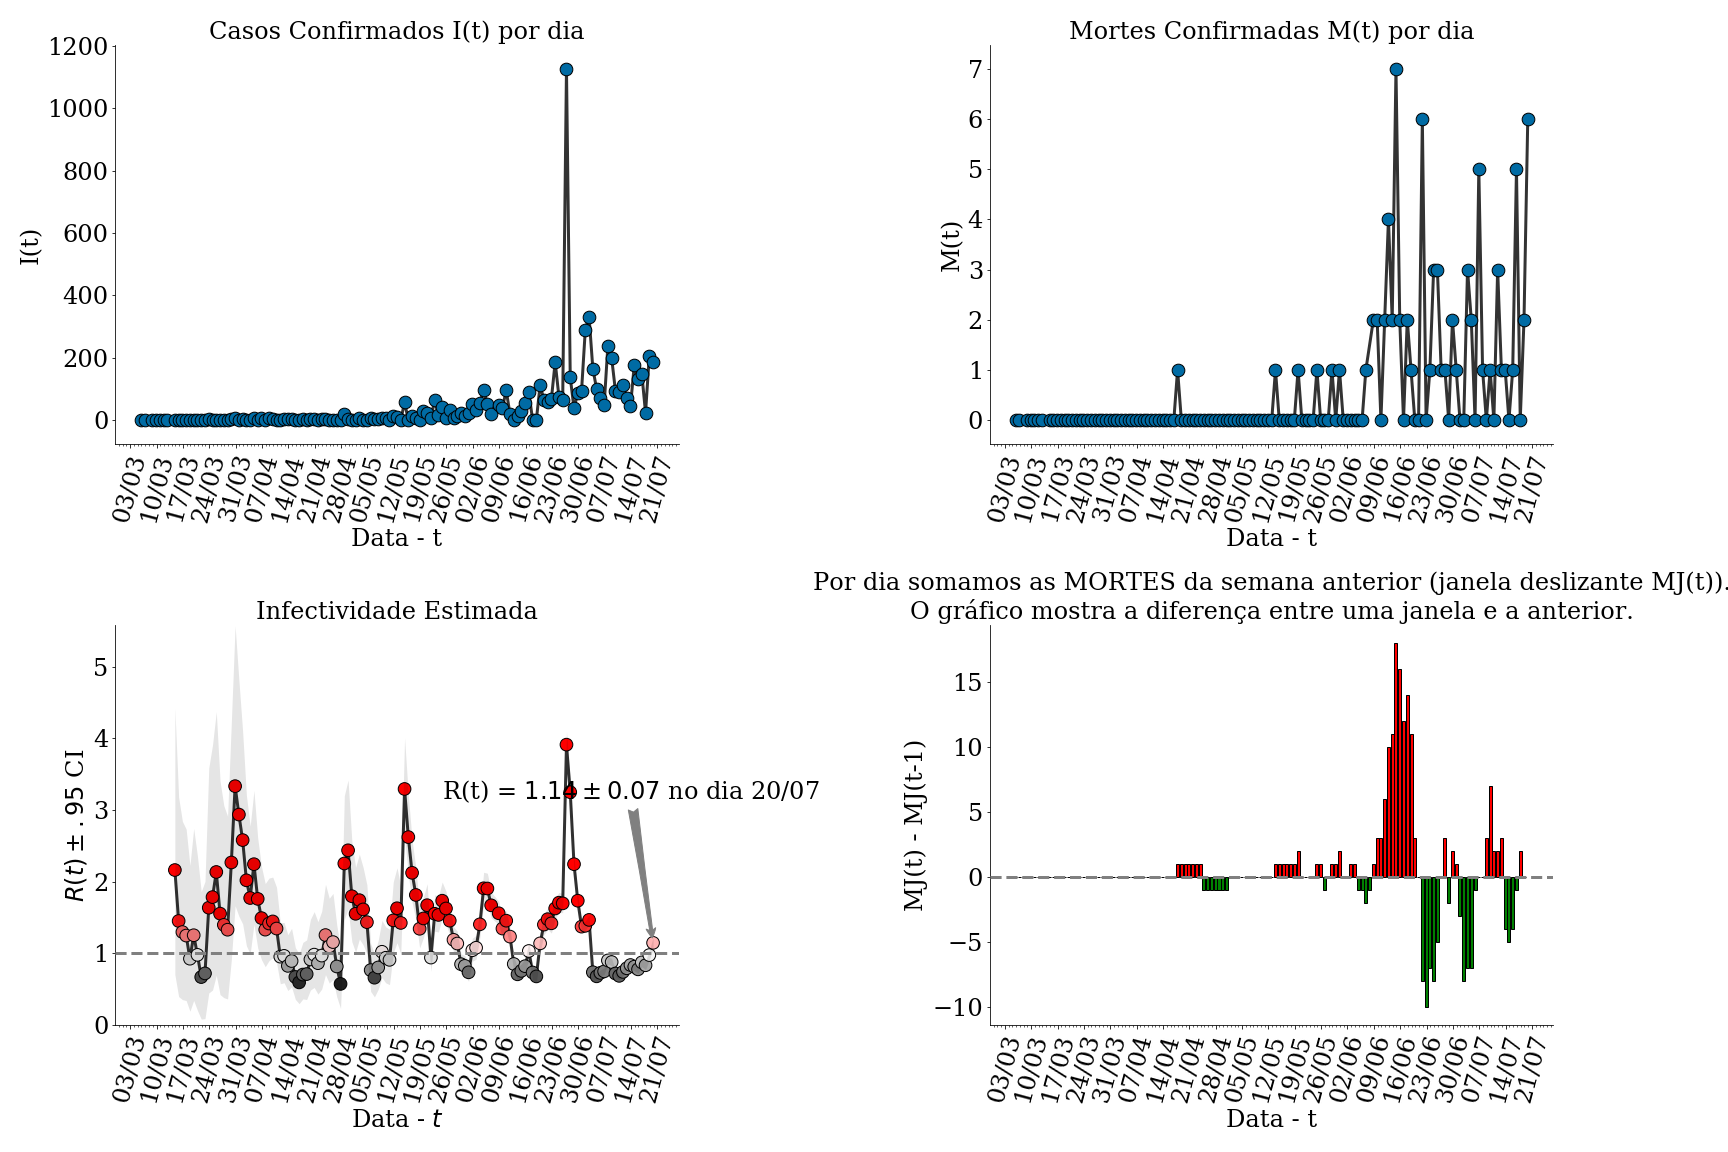 Casos Confirmados I(t) por dia
I(t)
1200
1000
800
600
400
200
0
03/03 10/03 17/03 24/03 31/03 07/04 14/04 21/04 28/04 05/05 12/05 19/05 26/05 02/06 09/06 16/06 23/06 30/06 07/07 14/07 21/07
Data - t
Mortes Confirmadas M(t) por dia
M(t)
7
6
5
4
3
2
1
0
03/03 10/03 17/03 24/03 31/03 07/04 14/04 21/04 28/04 05/05 12/05 19/05 26/05 02/06 09/06 16/06 23/06 30/06 07/07 14/07 21/07
Data - t
Infectividade Estimada
R(t) ± .95 CI
5
4
3
2
1
0
R(t) = 1.14 ± 0.07 no dia 20/07
03/03 10/03 17/03 24/03 31/03 07/04 14/04 21/04 28/04 05/05 12/05 19/05 26/05 02/06 09/06 16/06 23/06 30/06 07/07 14/07 21/07
Data - t
Por dia somamos as MORTES da semana anterior (janela deslizante MJ(t)).
O gráfico mostra a diferença entre uma janela e a anterior.
MJ(t) - MJ(t-1)
15
10
5
0
−5
−10
03/03 10/03 17/03 24/03 31/03 07/04 14/04 21/04 28/04 05/05 12/05 19/05 26/05 02/06 09/06 16/06 23/06 30/06 07/07 14/07 21/07
Data - t